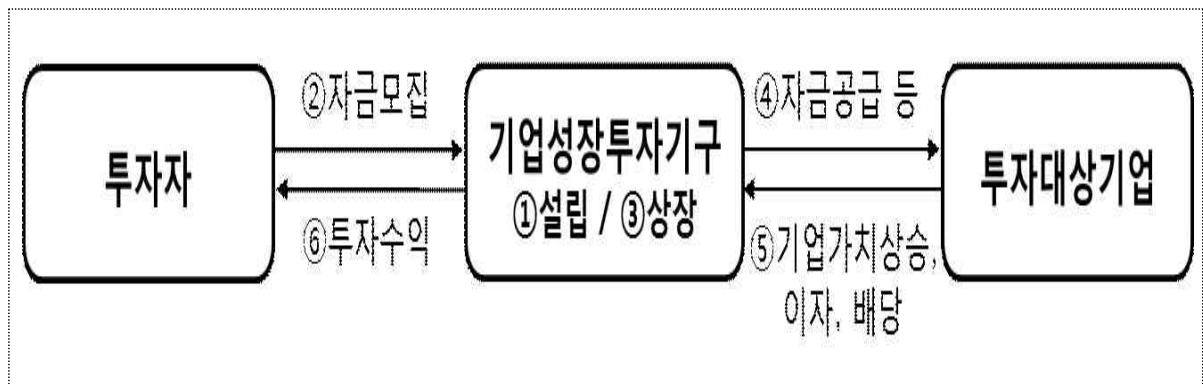 투자자
②자금모집
⑥투자수익
기업성장투자기구
①설립 / ③상장
④자금공급 등
⑤기업가치상승,
이자, 배당
투자대상기업